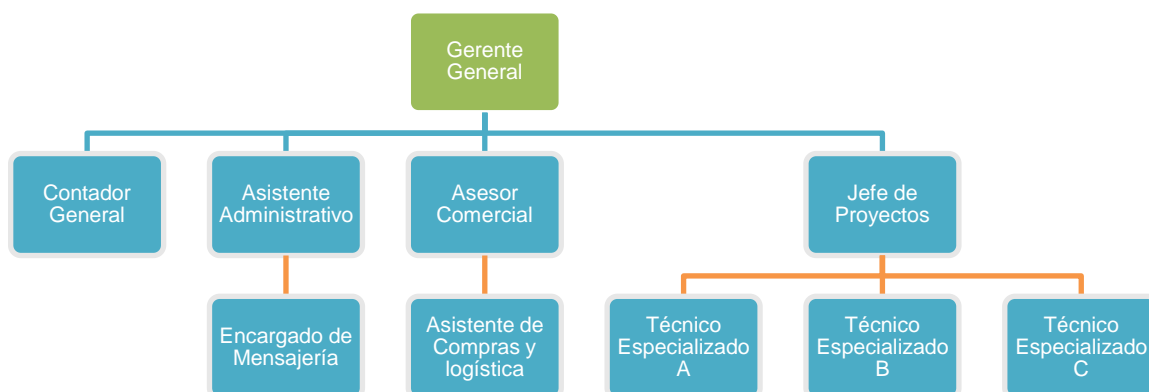 Gerente
General
Contador
General
Asistente
Administrativo
Asesor
Comercial
Jefe de
Proyectos
Encargado de
Mensajería
Asistente de
Compras y
logística
Técnico
Especializado
A
Técnico
Especializado
B
Técnico
Especializado
C